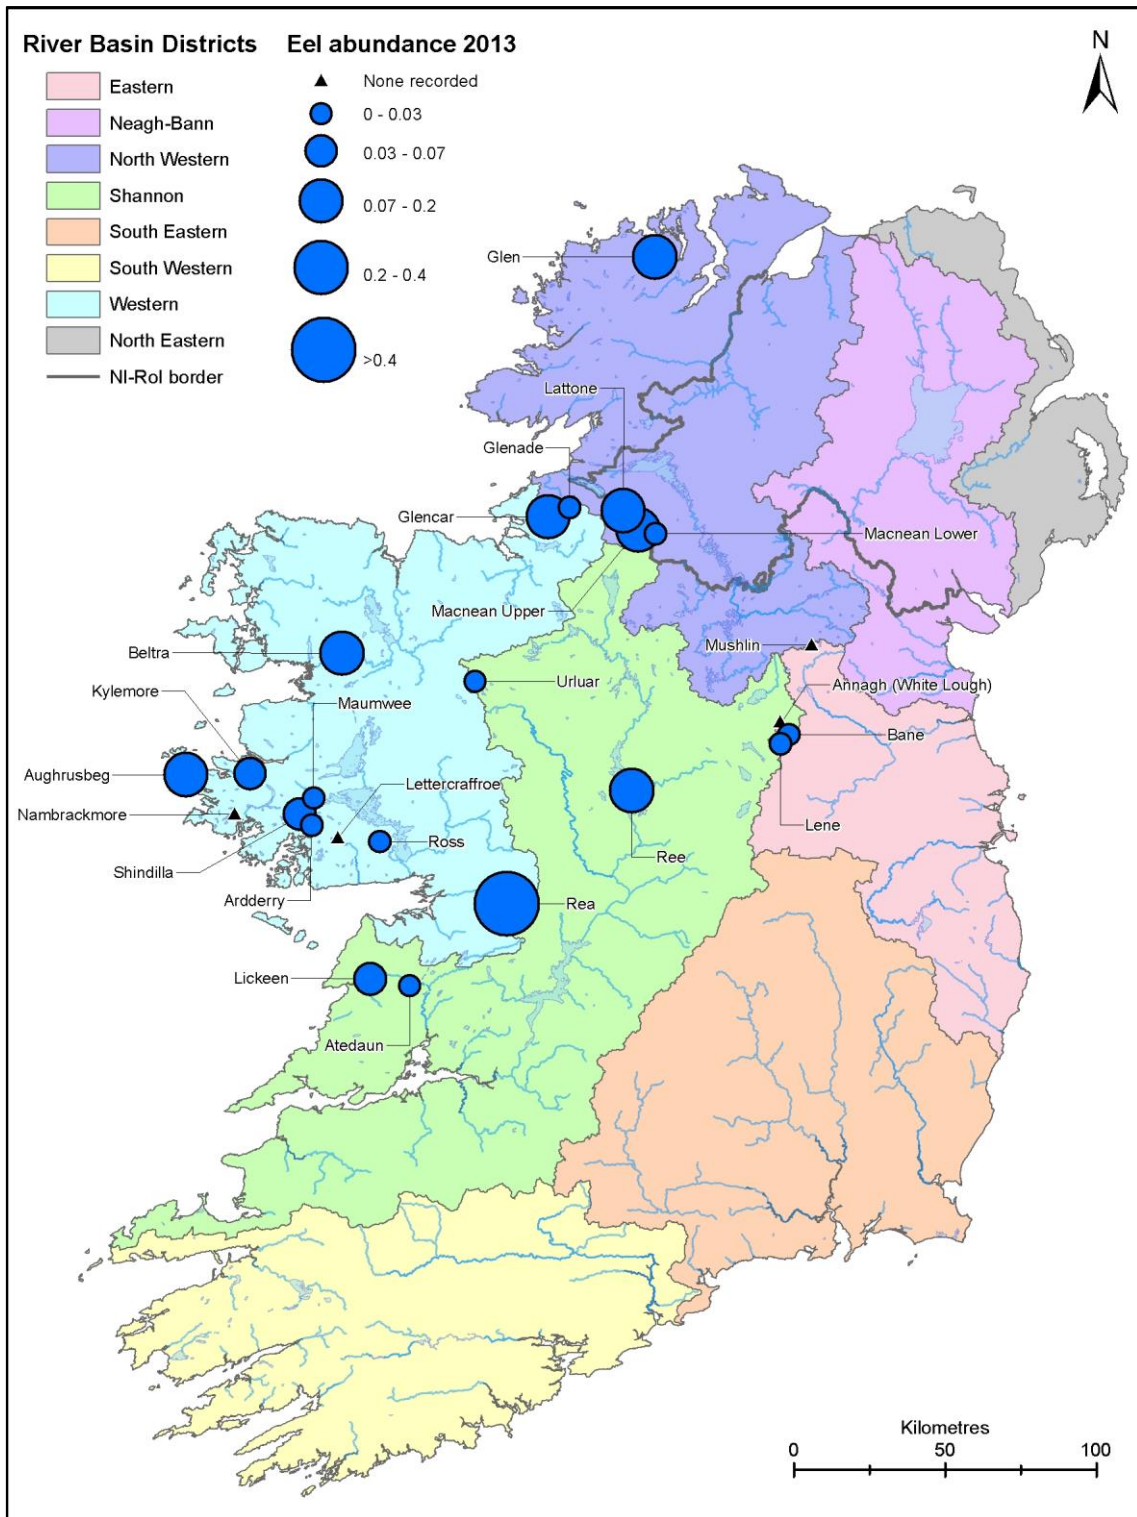 River Basin Districts
Eastern
Neagh-Bann
North Western
Shannon
South Eastern
South Western
Western
North Eastern
NI-RoI border
Eel abundance 2013
None recorded
0 - 0.03
0.03 - 0.07
0.07 - 0.2
0.2 - 0.4
>0.4
N
Glen
Lattone
Glenade
Glencar
Macnean Lower
Macnean Upper
Mushlin
Beltra
Urluar
Annagh (White Lough)
Kylemore
Maumwee
Bane
Aughrusbeg
Lettercraffroe
Nambrackmore
Lene
Ross
Ree
Shindilla
Ardderry
Rea
Lickeen
Atedaun
Kilometres
0 50 100